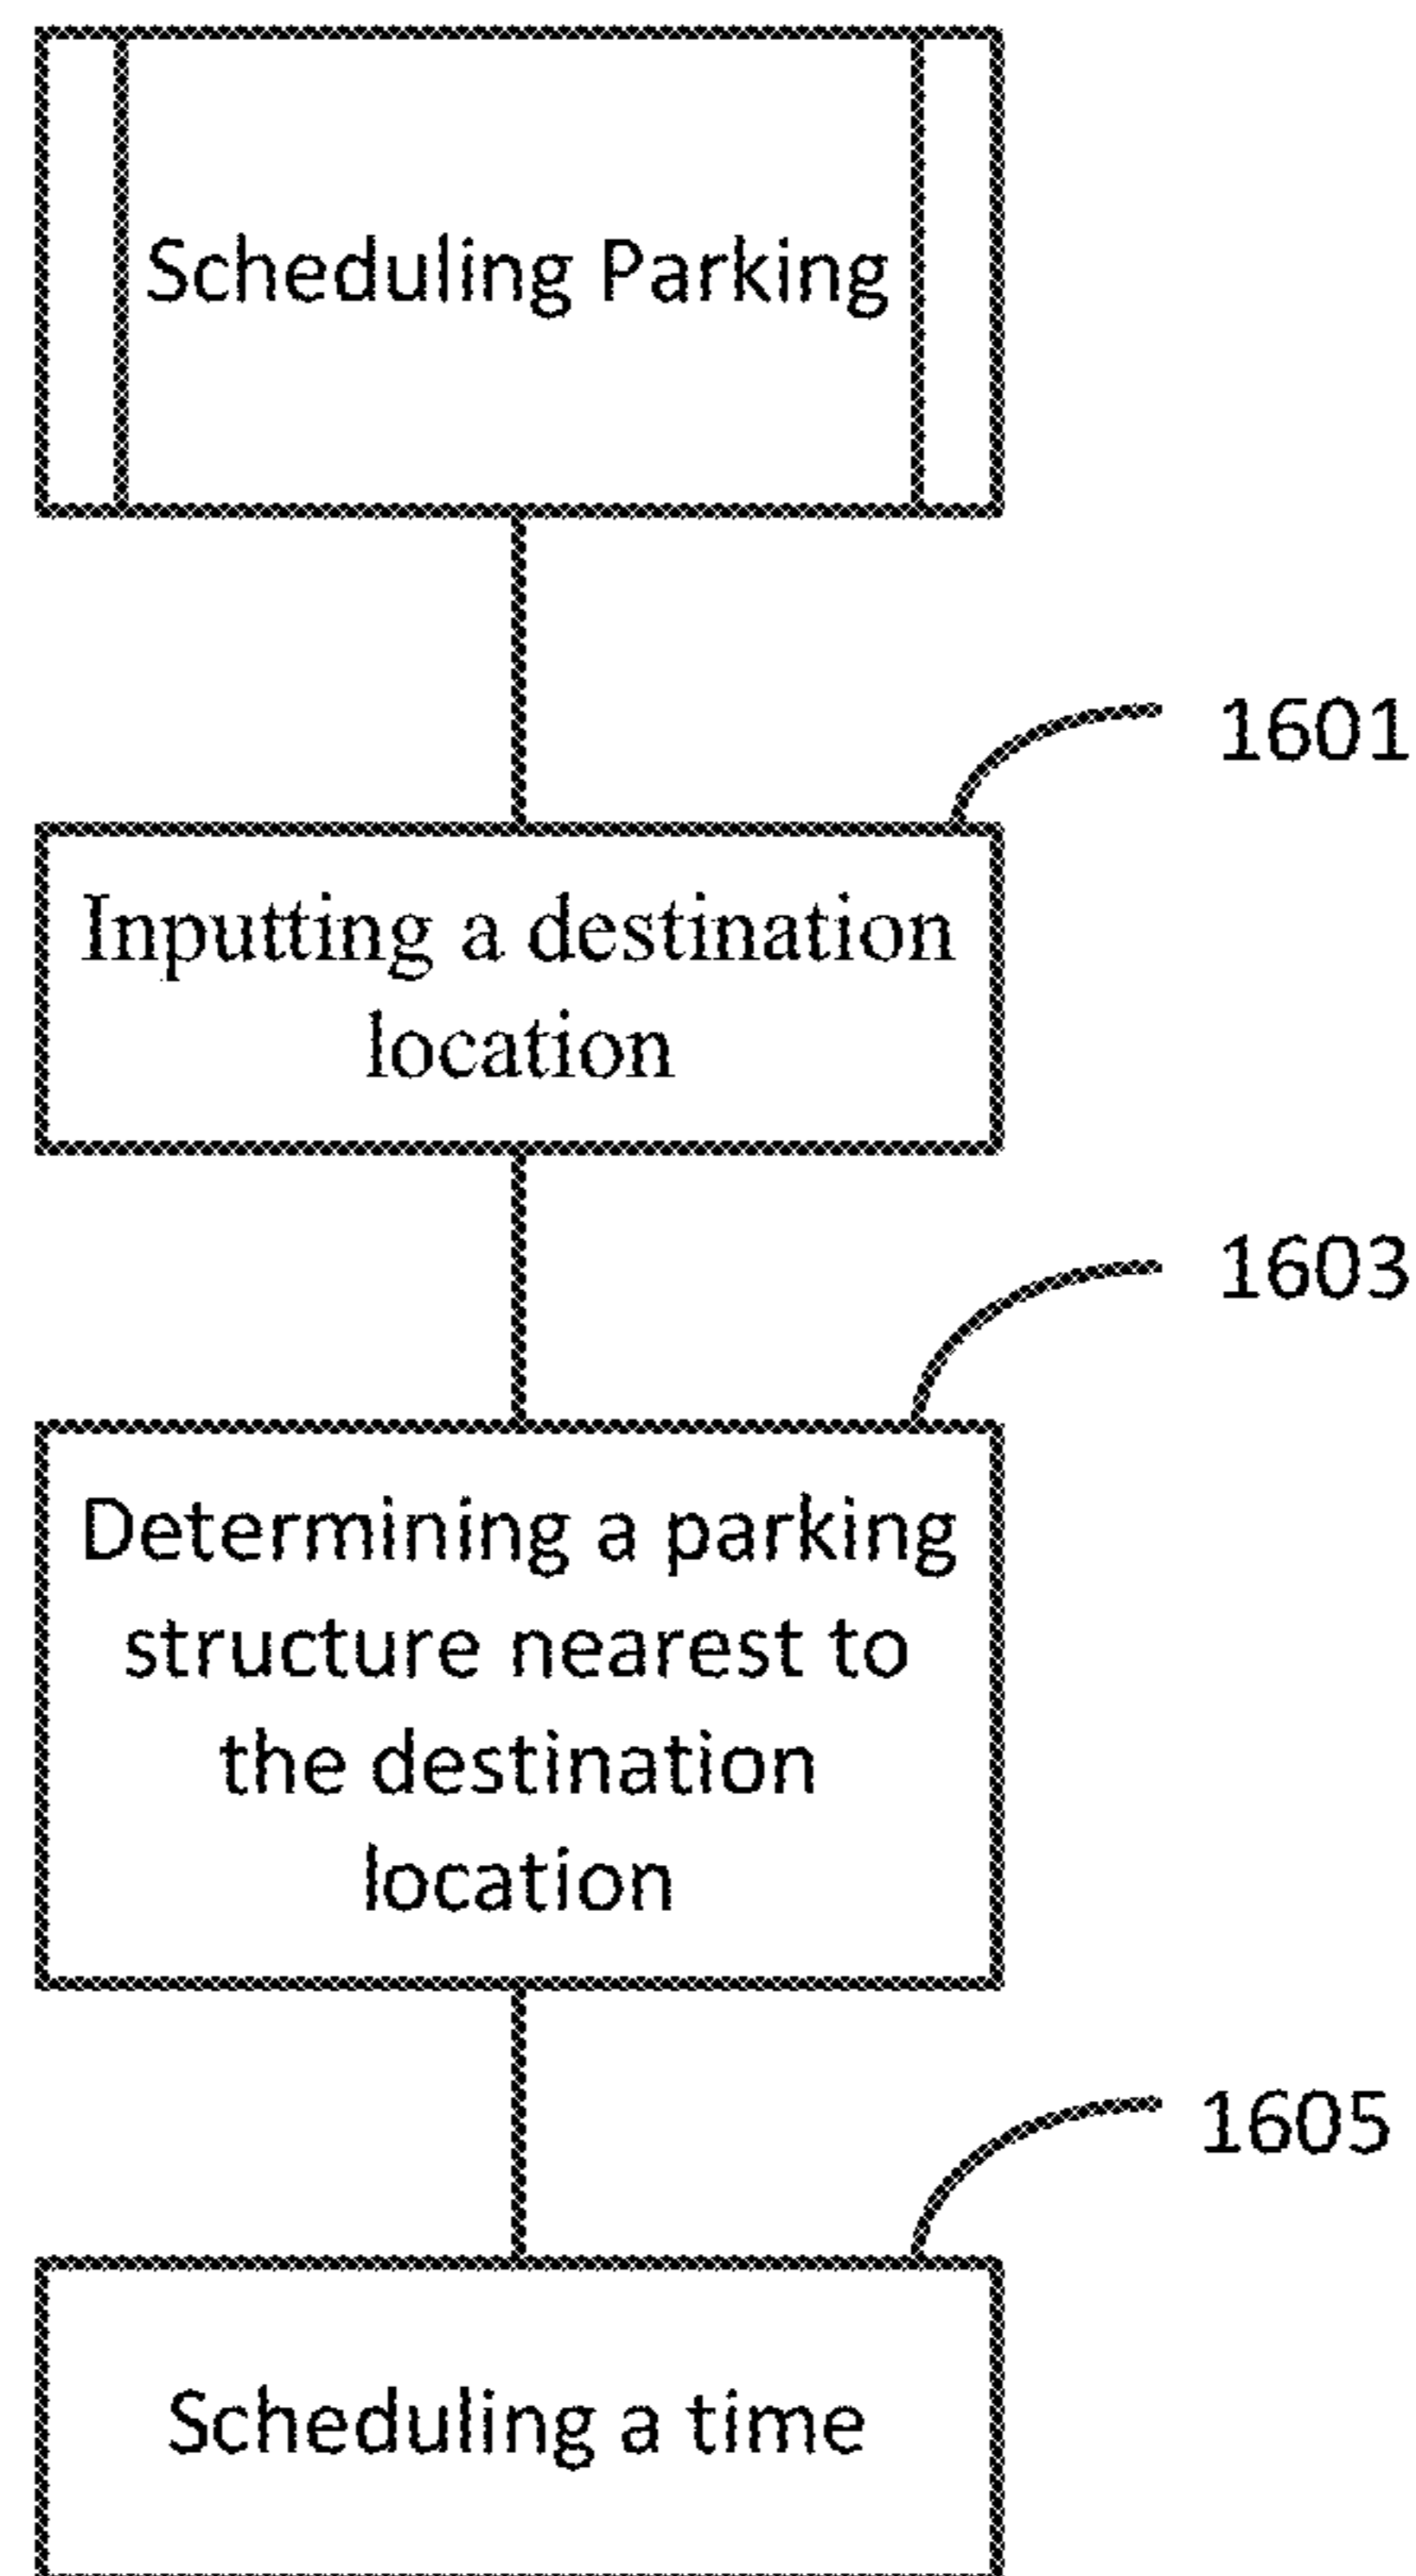 Scheduling Parking
1601
Inputting a destination
location
1603
Determining a parking
structure nearest to
the destination
location
1605
Scheduling a time